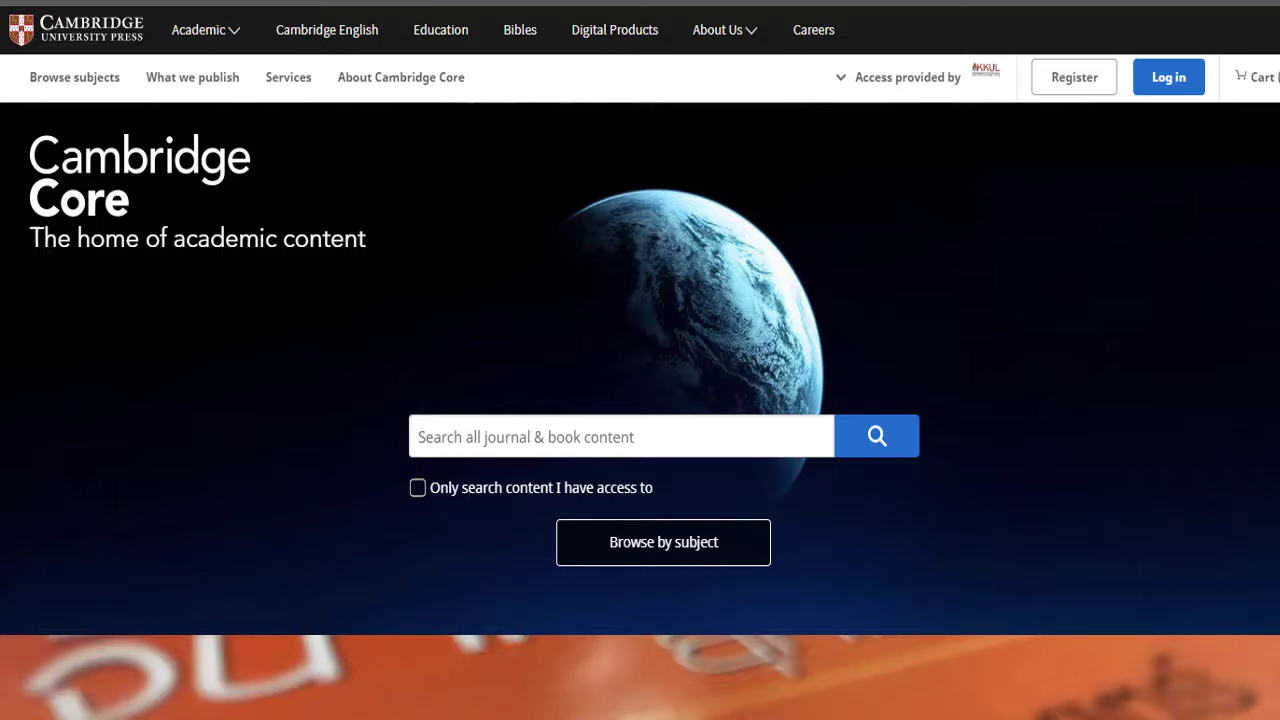 CAMBRIDGE
UNIVERSITY PRESS
Academic
Cambridge English
Education
Bibles
Digital Products
About Us
Careers
Browse subjects
What we publish
Services
About Cambridge Core
Access provided by
Register
Log in
Cart (
Cambridge
Core
The home of academic content
Search all journal & book content
Only search content I have access to
Browse by subject